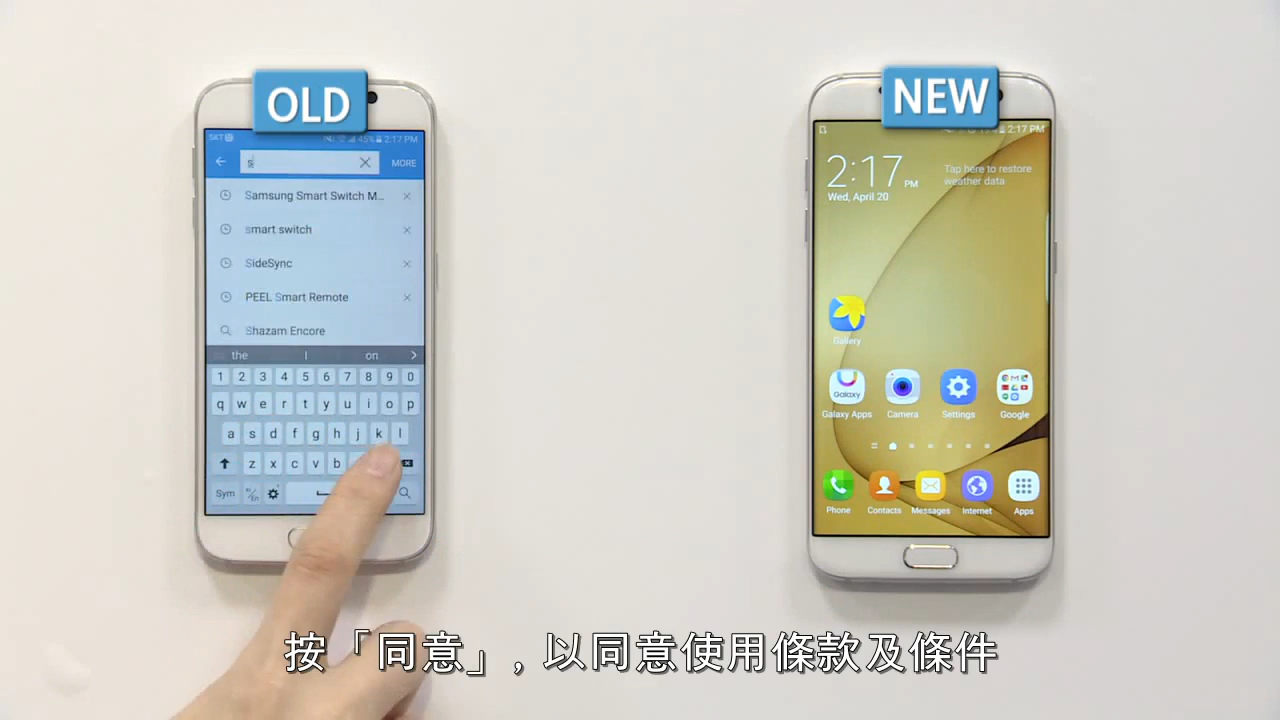 OLD
SKT 45% 2:17 PM
s MORE
Samsung Smart Switch M...
smart switch
SideSync
PEEL Smart Remote
Shazam Encore
the I on
1 2 3 4 5 6 7 8 9 0
q w e r t y u i o p
a s d f g h j k l
z x c v b
Sym
NEW
2:17 PM
2:17 PM
Wed, April 20
Tap here to restore
weather data
Gallery
Galaxy
Galaxy Apps Camera Settings Google
Phone Contacts Messages Internet Apps
按「同意」, 以同意使用條款及條件